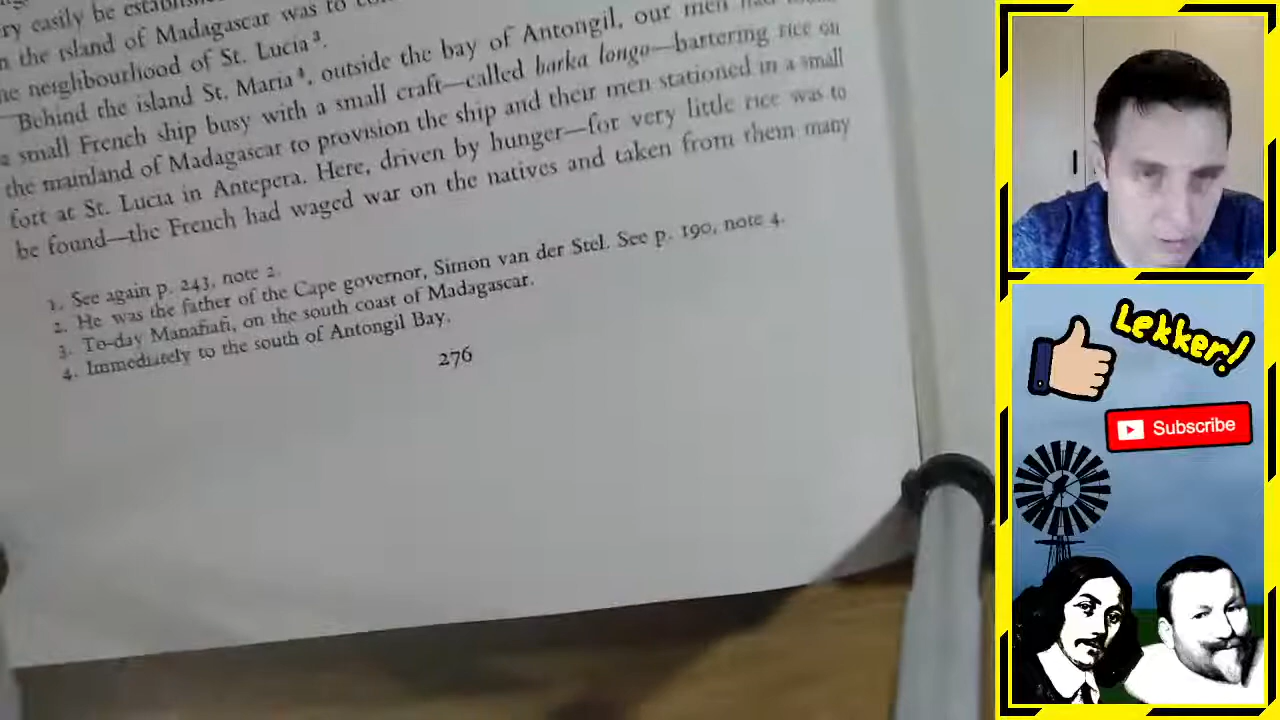 ry easily be
n the island of Madagascar was to
he neighbourhood of St. Lucia³.
Behind the island St. Maria⁴, outside the bay of Antongil, our men had
a small French ship busy with a small craft—called barka longo—bartering rice on
the mainland of Madagascar to provision the ship and their men stationed in a small
fort at St. Lucia in Antepera. Here, driven by hunger—for very little rice was to
be found—the French had waged war on the natives and taken from them many
1. See again p. 243, note 2.
2. He was the father of the Cape governor, Simon van der Stel. See p. 190, note 4.
3. To-day Manafiafi, on the south coast of Madagascar.
4. Immediately to the south of Antongil Bay.
276
Lekker!
Subscribe